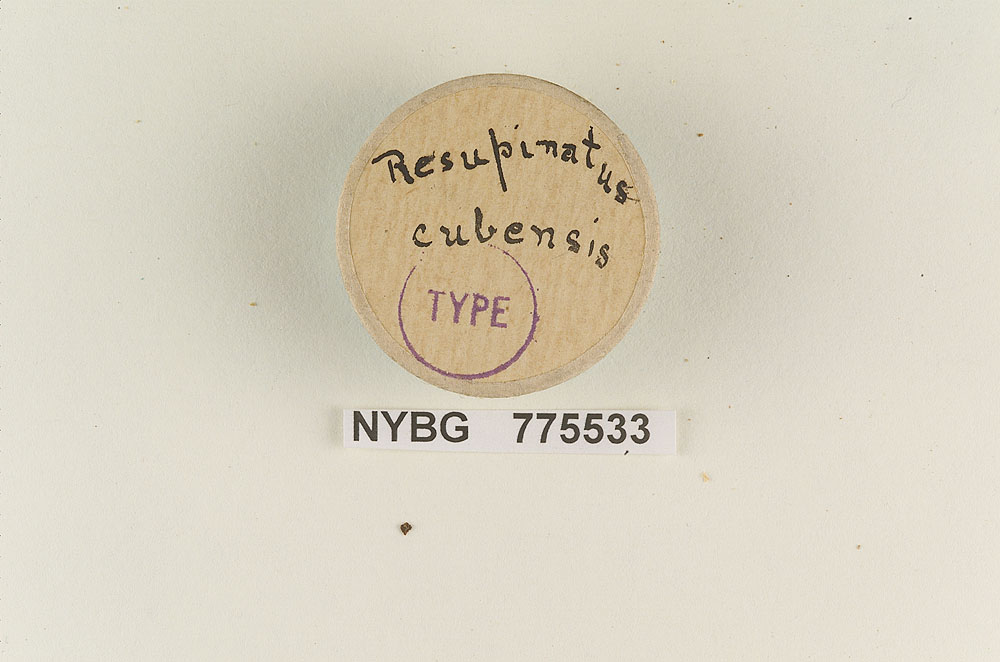 Resupinatus
cubensis
TYPE
NYBG 775533